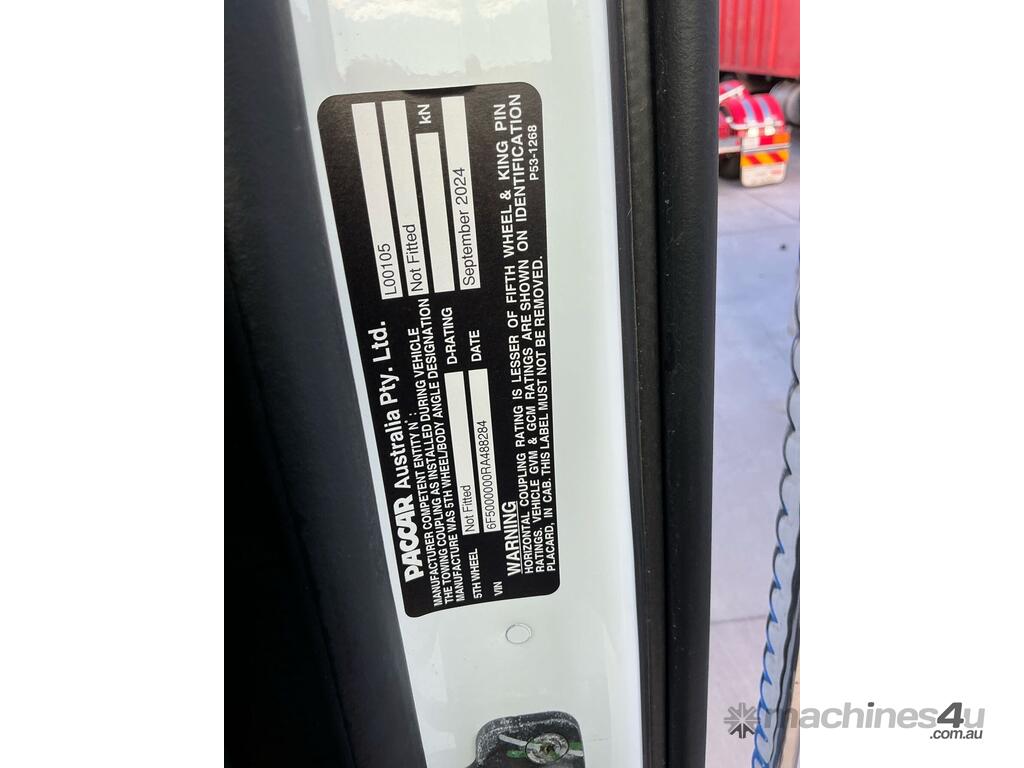 PACCAR Australia Pty. Ltd.
MANUFACTURER COMPETENT ENTITY N°: L00105
THE TOWING COUPLING AS INSTALLED DURING VEHICLE
MANUFACTURE WAS 5TH WHEEL/BODY ANGLE DESIGNATION Not Fitted
5TH WHEEL Not Fitted D-RATING kN
VIN 6F5000000RA488284 DATE September 2024
WARNING
HORIZONTAL COUPLING RATING IS LESSER OF FIFTH WHEEL & KING PIN
RATINGS. VEHICLE GVM & GCM RATINGS ARE SHOWN ON IDENTIFICATION
PLACARD, IN CAB. THIS LABEL MUST NOT BE REMOVED. P53-1268
machines4u
.com.au